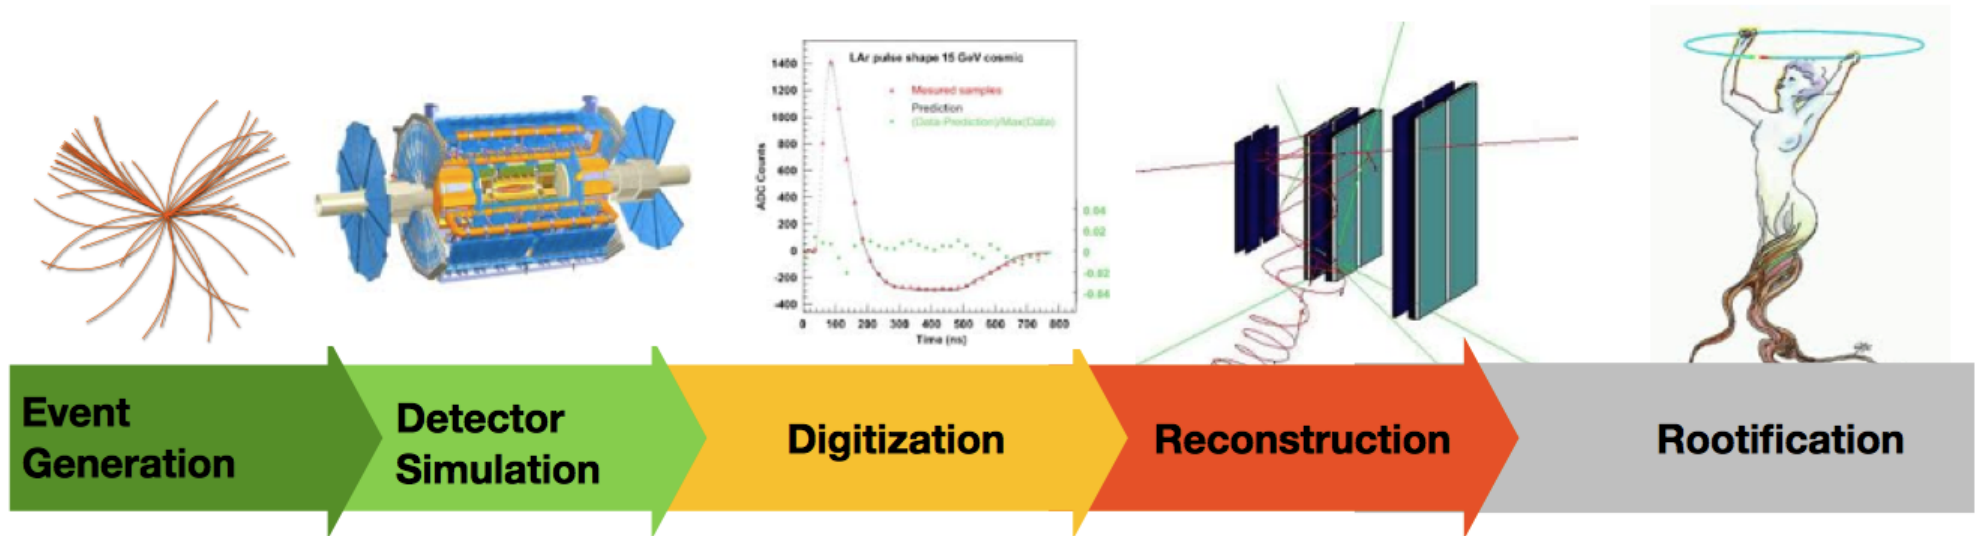 LAr pulse shape 15 GeV cosmic
Mesured samples
Prediction
(Data-Prediction)/Max(Data)
ADC Counts
1400
1200
1000
800
600
400
200
0
-200
-400
0.04
0.02
0
-0.02
-0.04
0 100 200 300 400 500 600 700 800
Time (ns)
Event
Generation
Detector
Simulation
Digitization
Reconstruction
Rootification